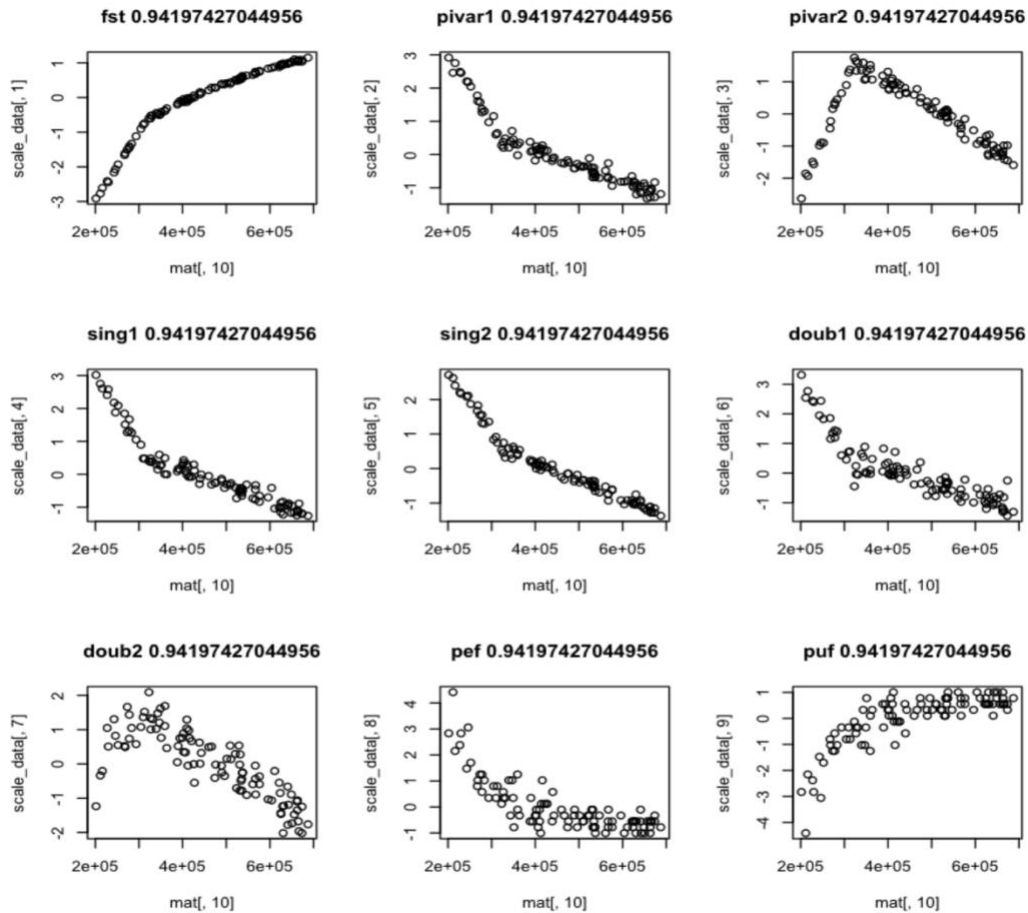 fst 0.94197427044956
pivar1 0.94197427044956
pivar2 0.94197427044956
scale_data[, 1]
1
0
-1
-2
-3
2e+05 4e+05 6e+05
mat[, 10]
scale_data[, 2]
3
2
1
0
-1
2e+05 4e+05 6e+05
mat[, 10]
scale_data[, 3]
1
0
-1
-2
2e+05 4e+05 6e+05
mat[, 10]
sing1 0.94197427044956
sing2 0.94197427044956
doub1 0.94197427044956
scale_data[, 4]
3
2
1
0
-1
2e+05 4e+05 6e+05
mat[, 10]
scale_data[, 5]
2
1
0
-1
2e+05 4e+05 6e+05
mat[, 10]
scale_data[, 6]
3
2
1
0
-1
2e+05 4e+05 6e+05
mat[, 10]
doub2 0.94197427044956
pef 0.94197427044956
puf 0.94197427044956
scale_data[, 7]
2
1
0
-1
-2
2e+05 4e+05 6e+05
mat[, 10]
scale_data[, 8]
4
3
2
1
0
-1
2e+05 4e+05 6e+05
mat[, 10]
scale_data[, 9]
1
0
-1
-2
-3
-4
2e+05 4e+05 6e+05
mat[, 10]